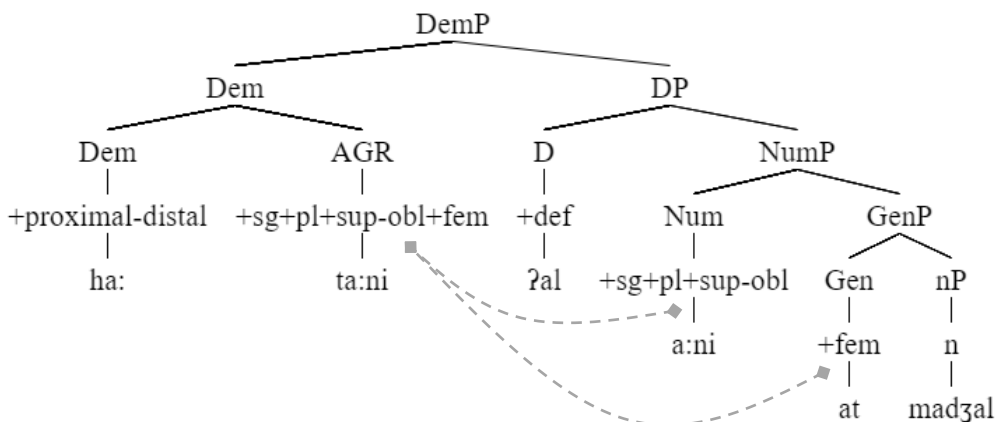 DemP
Dem DP
Dem AGR D NumP
+proximal-distal +sg+pl+sup-obl+fem +def Num GenP
ha: ta:ni ʔal +sg+pl+sup-obl Gen nP
a:ni +fem n
at madʒal